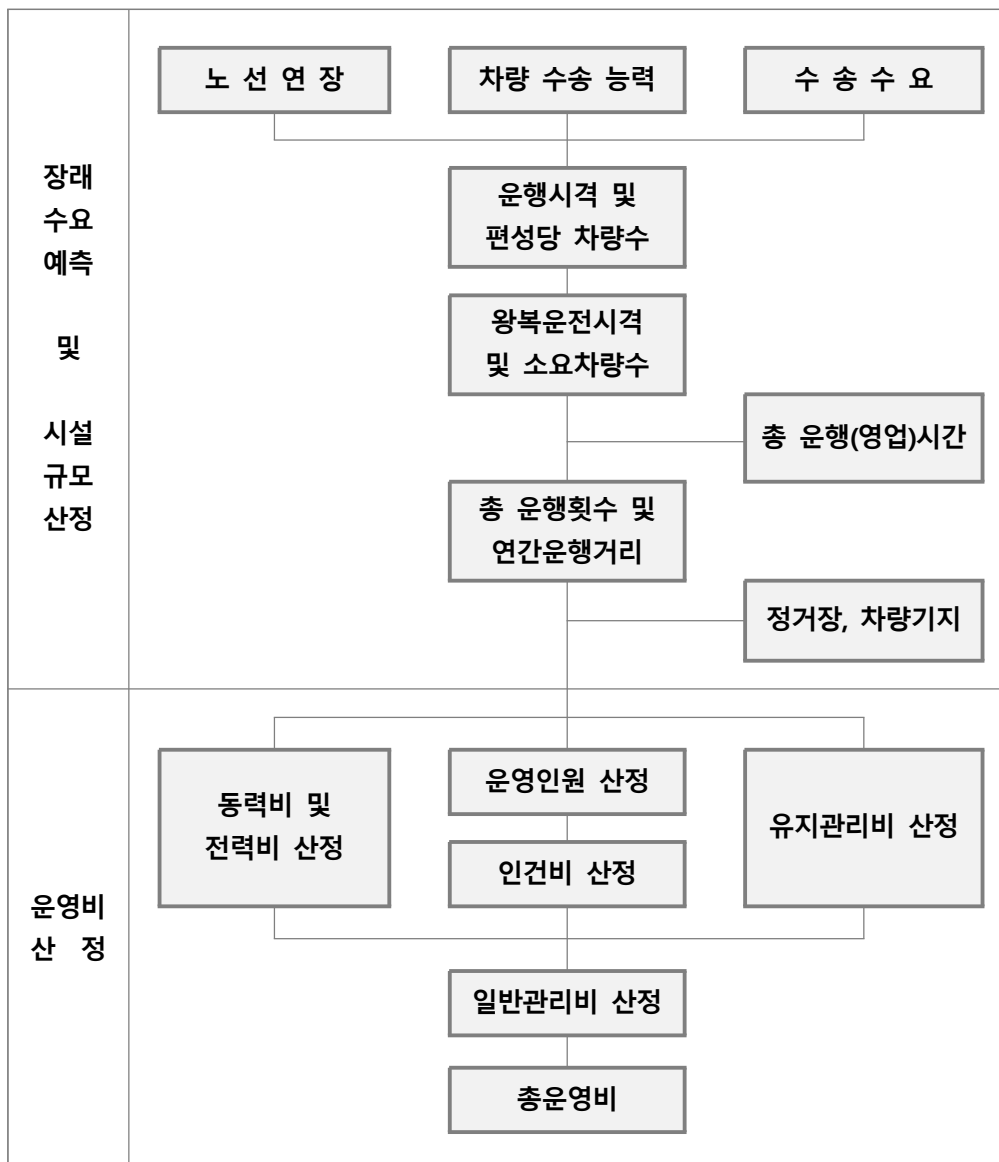 노 선 연 장
차량 수송 능력
수 송 수 요
장래
수요
예측
및
시설
규모
산정
운행시격 및
편성당 차량수
왕복운전시격
및 소요차량수
총 운행(영업)시간
총 운행횟수 및
연간운행거리
정거장, 차량기지
운영비
산 정
동력비 및
전력비 산정
운영인원 산정
인건비 산정
유지관리비 산정
일반관리비 산정
총운영비